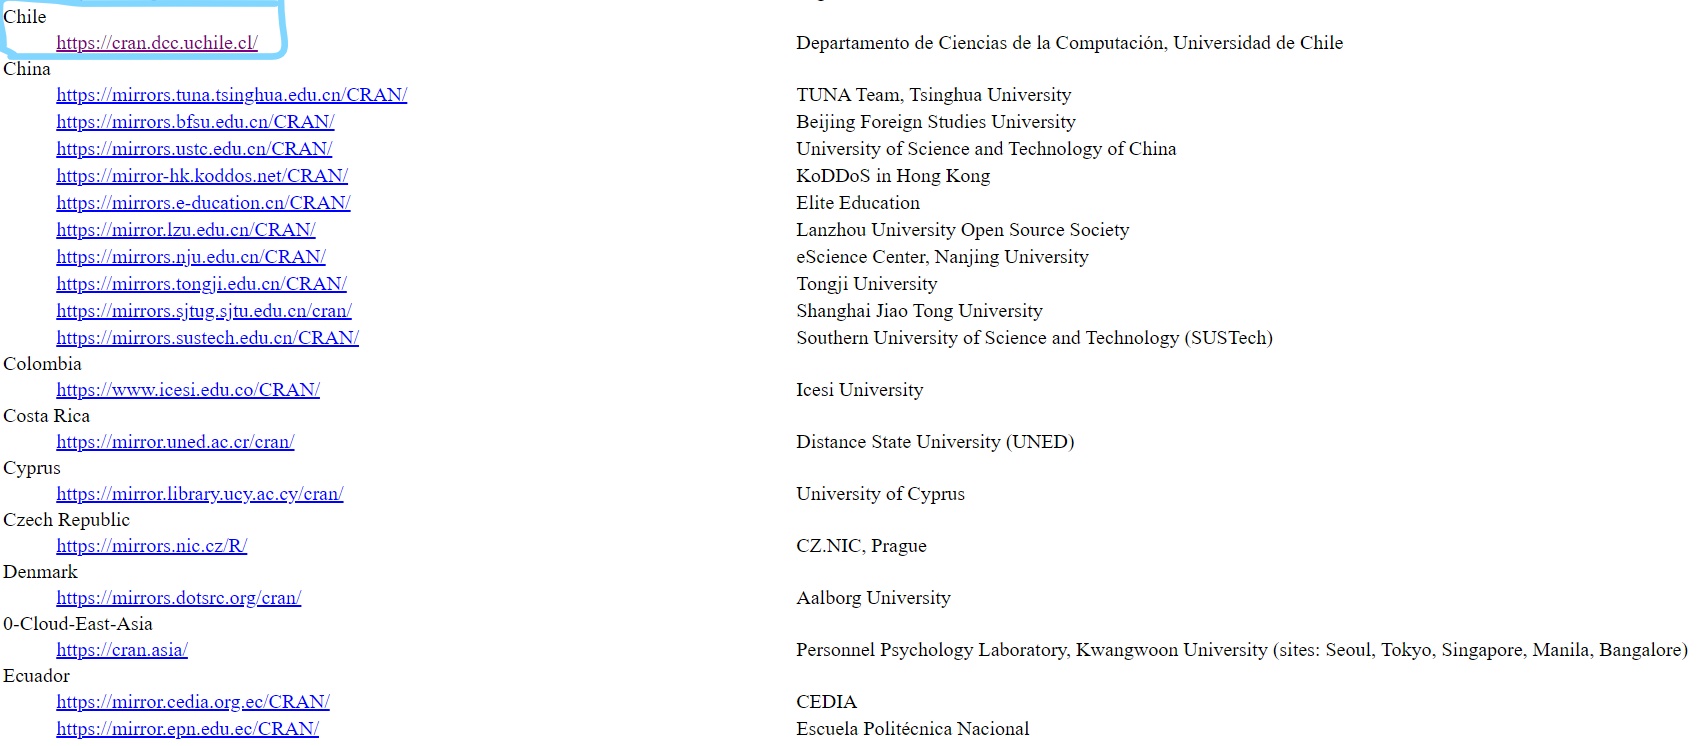 Chile
https://cran.dcc.uchile.cl/ Departamento de Ciencias de la Computación, Universidad de Chile
China
https://mirrors.tuna.tsinghua.edu.cn/CRAN/ TUNA Team, Tsinghua University
https://mirrors.bfsu.edu.cn/CRAN/ Beijing Foreign Studies University
https://mirrors.ustc.edu.cn/CRAN/ University of Science and Technology of China
https://mirror-hk.koddos.net/CRAN/ KoDDoS in Hong Kong
https://mirrors.e-ducation.cn/CRAN/ Elite Education
https://mirror.lzu.edu.cn/CRAN/ Lanzhou University Open Source Society
https://mirrors.nju.edu.cn/CRAN/ eScience Center, Nanjing University
https://mirrors.tongji.edu.cn/CRAN/ Tongji University
https://mirrors.sjtug.sjtu.edu.cn/cran/ Shanghai Jiao Tong University
https://mirrors.sustech.edu.cn/CRAN/ Southern University of Science and Technology (SUSTech)
Colombia
https://www.icesi.edu.co/CRAN/ Icesi University
Costa Rica
https://mirror.uned.ac.cr/cran/ Distance State University (UNED)
Cyprus
https://mirror.library.ucy.ac.cy/cran/ University of Cyprus
Czech Republic
https://mirrors.nic.cz/R/ CZ.NIC, Prague
Denmark
https://mirrors.dotsrc.org/cran/ Aalborg University
0-Cloud-East-Asia
https://cran.asia/ Personnel Psychology Laboratory, Kwangwoon University (sites: Seoul, Tokyo, Singapore, Manila, Bangalore)
Ecuador
https://mirror.cedia.org.ec/CRAN/ CEDIA
https://mirror.epn.edu.ec/CRAN/ Escuela Politécnica Nacional